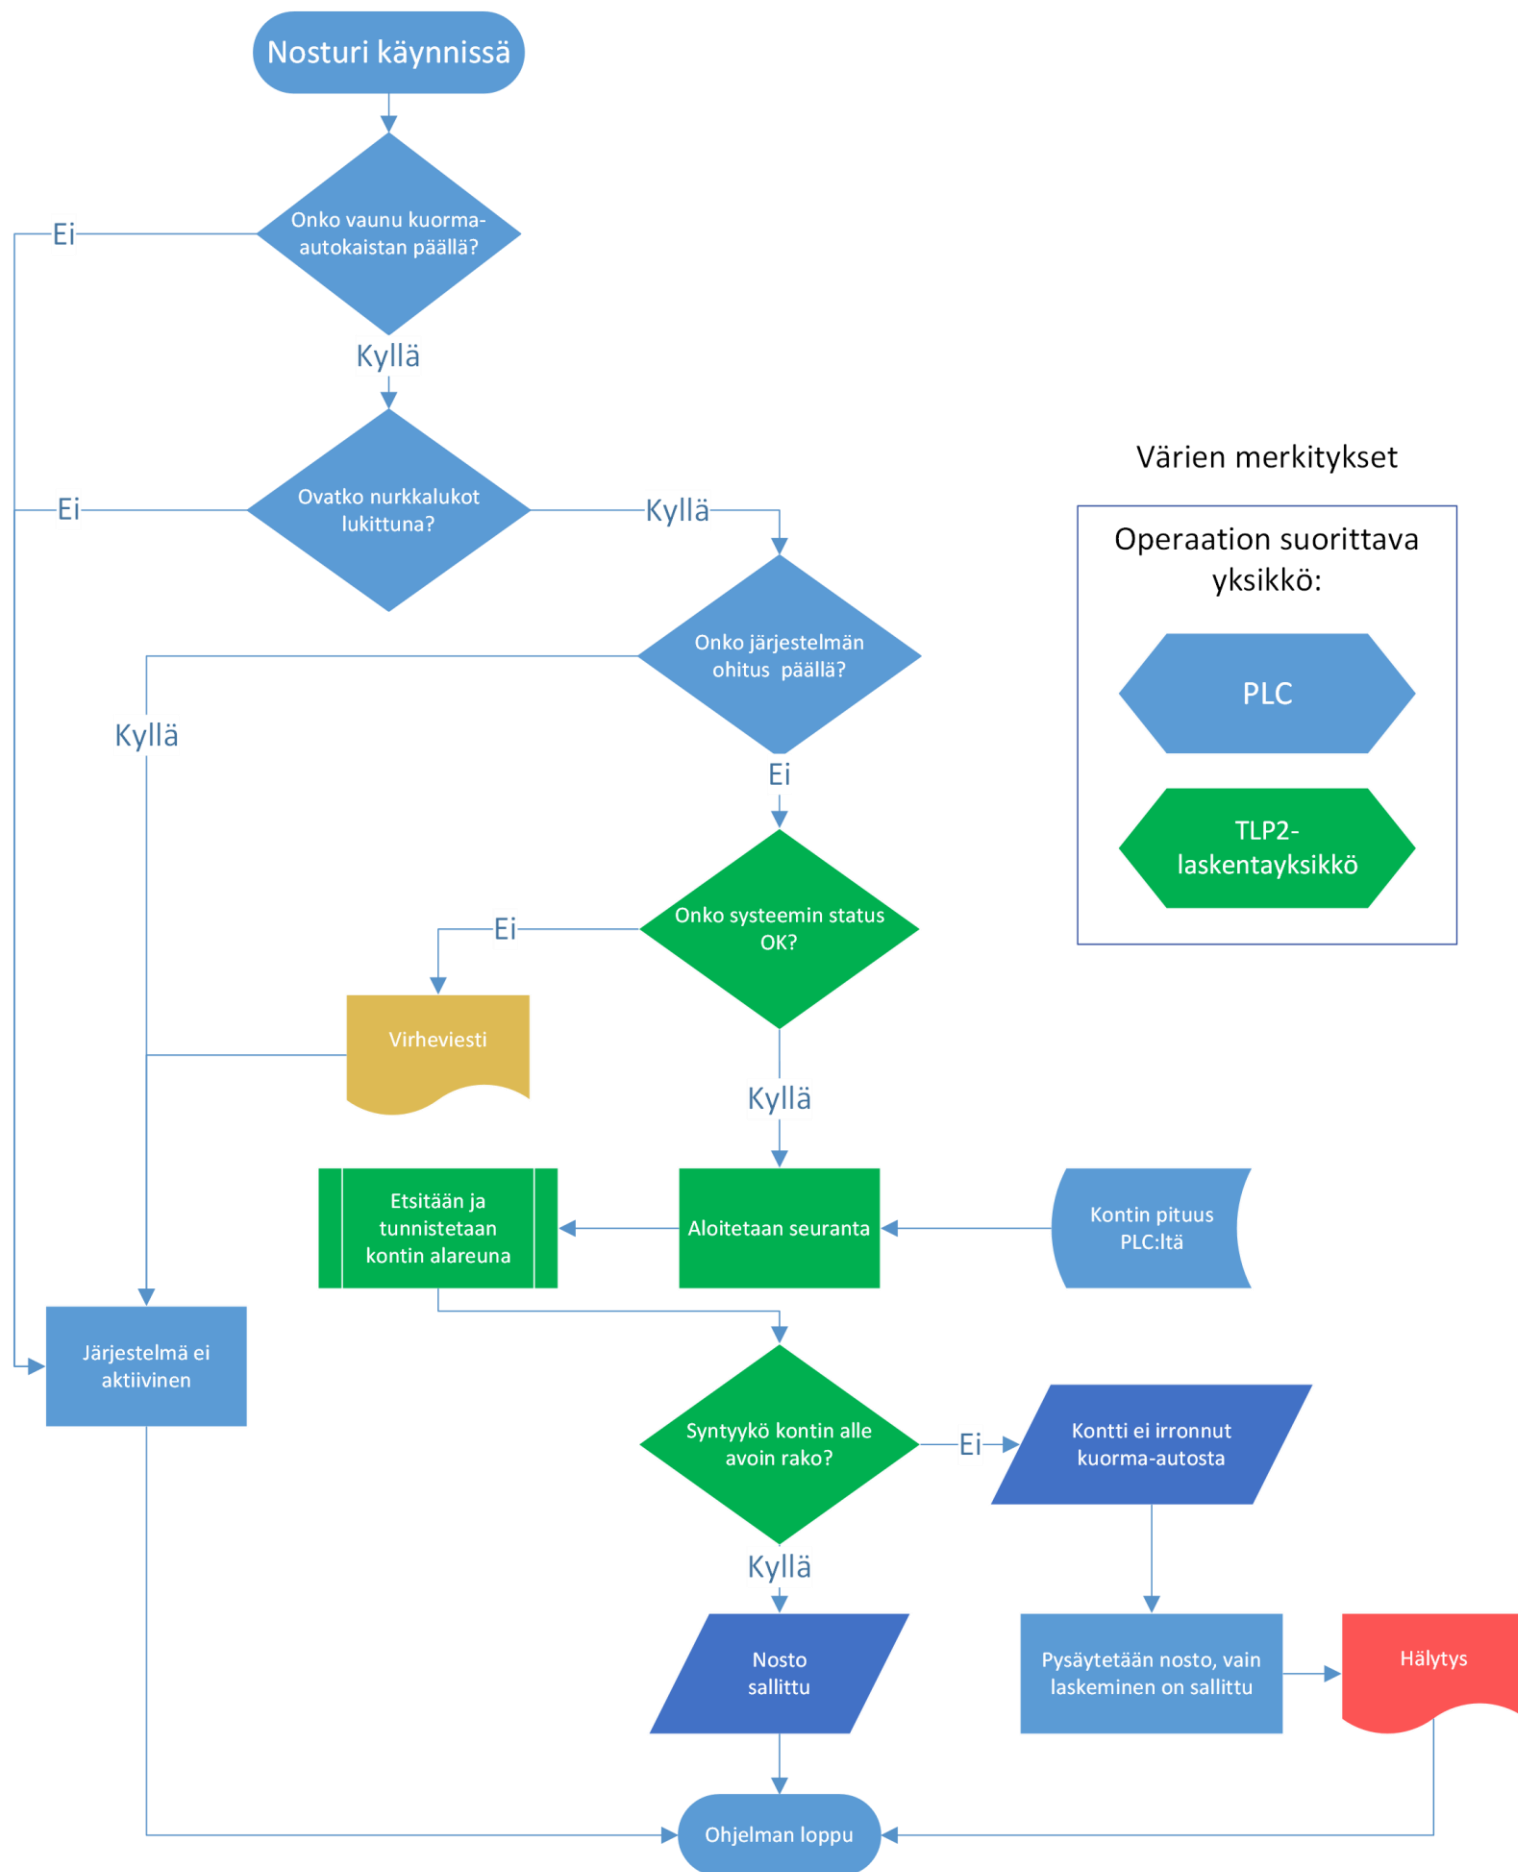 Nosturi käynnissä
Onko vaunu kuorma-
autokaistan päällä?
Ei
Kyllä
Ovatko nurkkalukot
lukittuna?
Ei
Kyllä
Värien merkitykset
Operaation suorittava
yksikkö:
PLC
TLP2-
laskentayksikkö
Onko järjestelmän
ohitus päällä?
Kyllä
Ei
Onko systeemin status
OK?
Ei
Virheviesti
Kyllä
Etsitään ja
tunnistetaan
kontin alareuna
Aloitetaan seuranta
Kontin pituus
PLC:ltä
Järjestelmä ei
aktiivinen
Syntyykö kontin alle
avoin rako?
Ei
Kontti ei irronnut
kuorma-autosta
Kyllä
Nosto
sallittu
Pysäytetään nosto, vain
laskeminen on sallittu
Hälytys
Ohjelman loppu